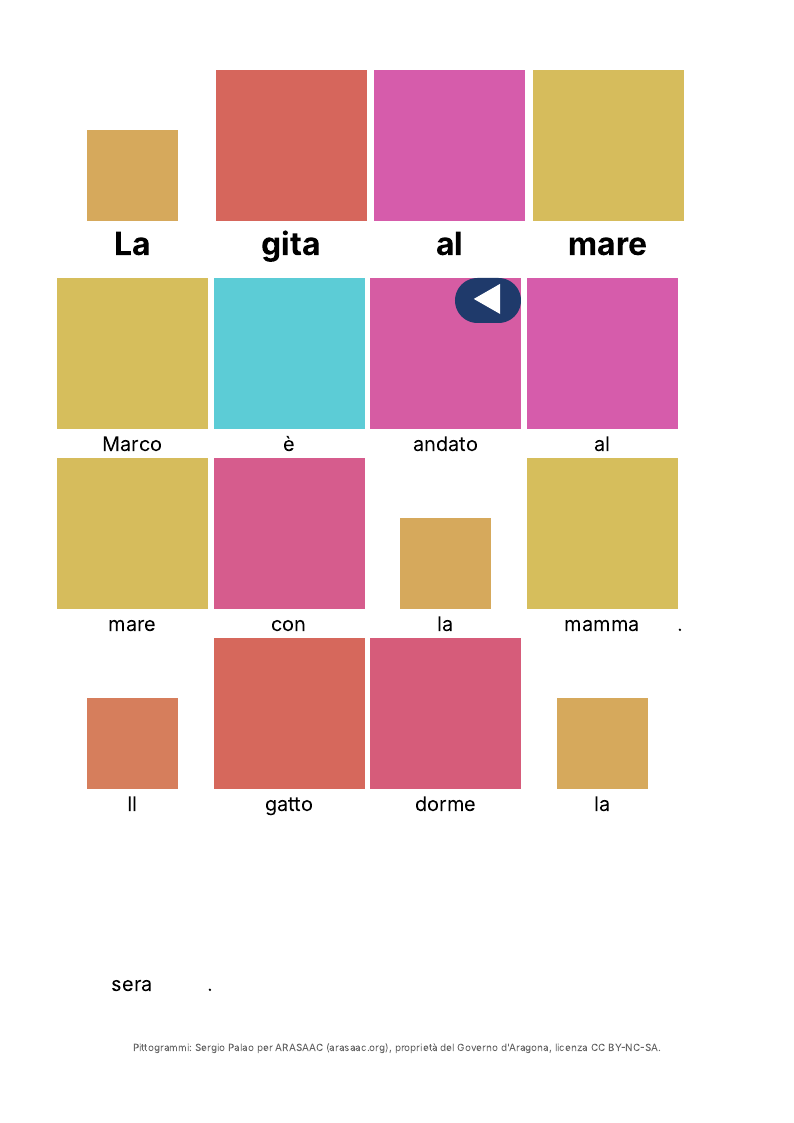 La gita al mare
Marco è andato al
mare con la mamma .
Il gatto dorme la
sera .
Pittogrammi: Sergio Palao per ARASAAC (arasaac.org), proprietà del Governo d'Aragona, licenza CC BY-NC-SA.